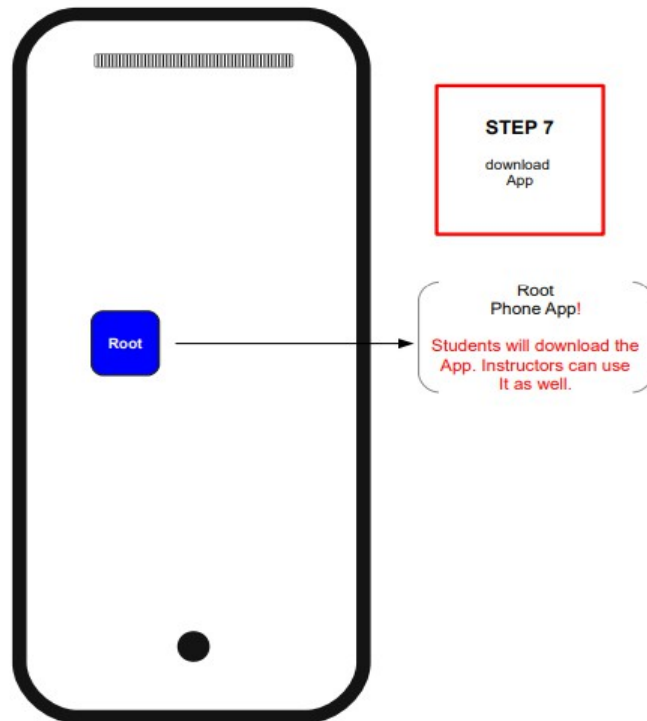 STEP 7
download
App
Root
Root
Phone App!
Students will download the
App. Instructors can use
It as well.